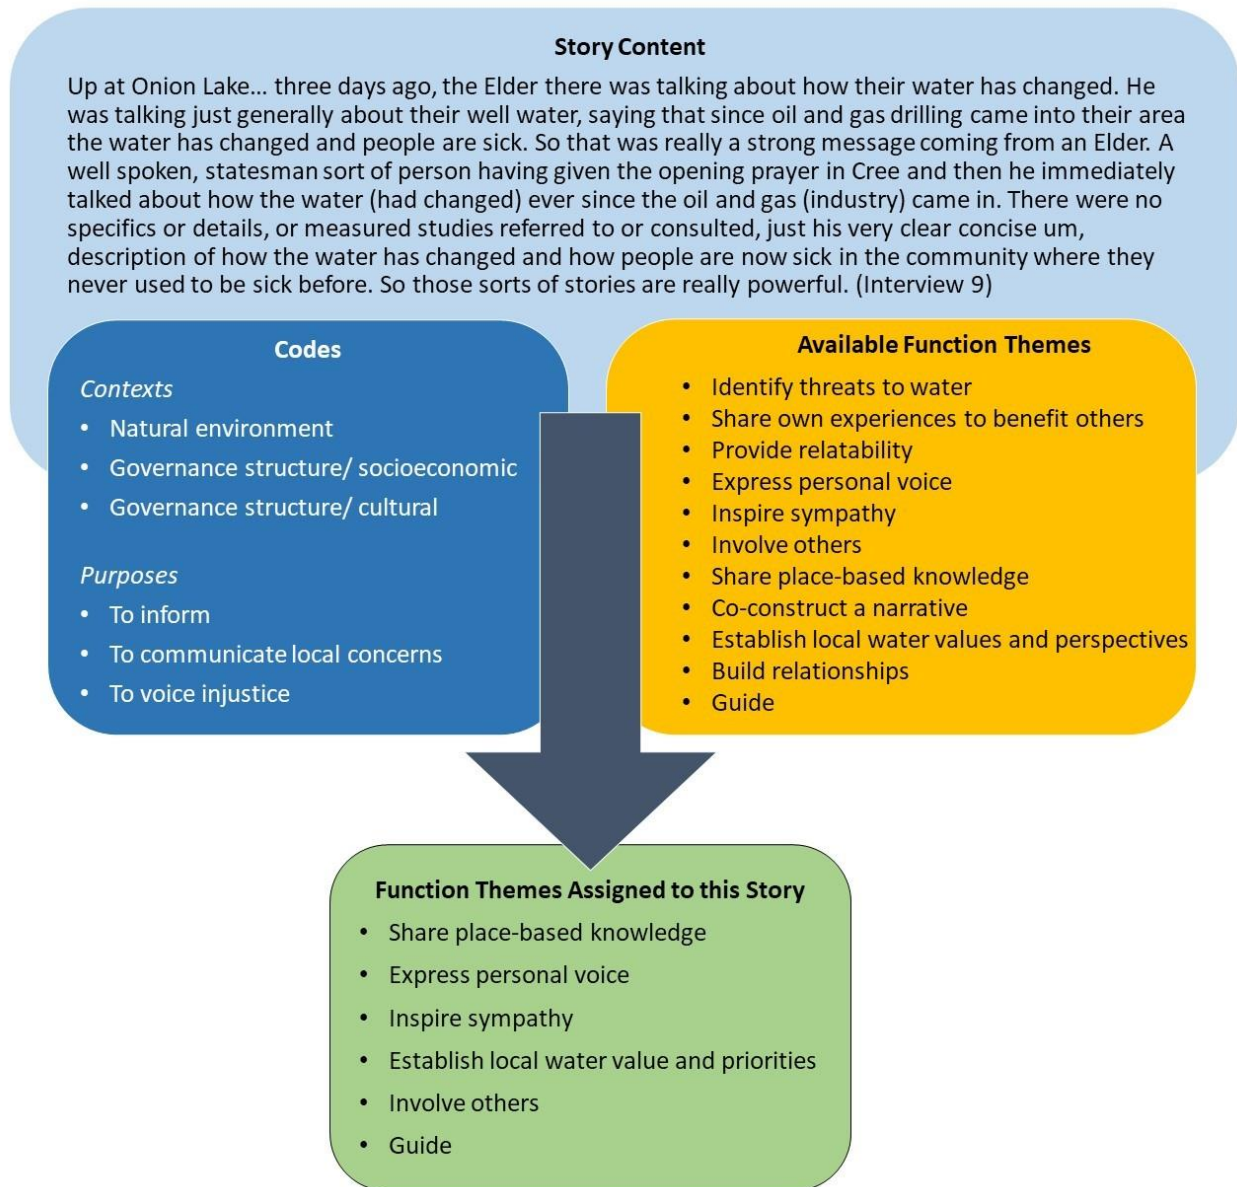 Story Content
Up at Onion Lake... three days ago, the Elder there was talking about how their water has changed. He
was talking just generally about their well water, saying that since oil and gas drilling came into their area
the water has changed and people are sick. So that was really a strong message coming from an Elder. A
well spoken, statesman sort of person having given the opening prayer in Cree and then he immediately
talked about how the water (had changed) ever since the oil and gas (industry) came in. There were no
specifics or details, or measured studies referred to or consulted, just his very clear concise um,
description of how the water has changed and how people are now sick in the community where they
never used to be sick before. So those sorts of stories are really powerful. (Interview 9)
Codes
Contexts
• Natural environment
• Governance structure/ socioeconomic
• Governance structure/ cultural
Purposes
• To inform
• To communicate local concerns
• To voice injustice
Available Function Themes
• Identify threats to water
• Share own experiences to benefit others
• Provide relatability
• Express personal voice
• Inspire sympathy
• Involve others
• Share place-based knowledge
• Co-construct a narrative
• Establish local water values and perspectives
• Build relationships
• Guide
Function Themes Assigned to this Story
• Share place-based knowledge
• Express personal voice
• Inspire sympathy
• Establish local water value and priorities
• Involve others
• Guide